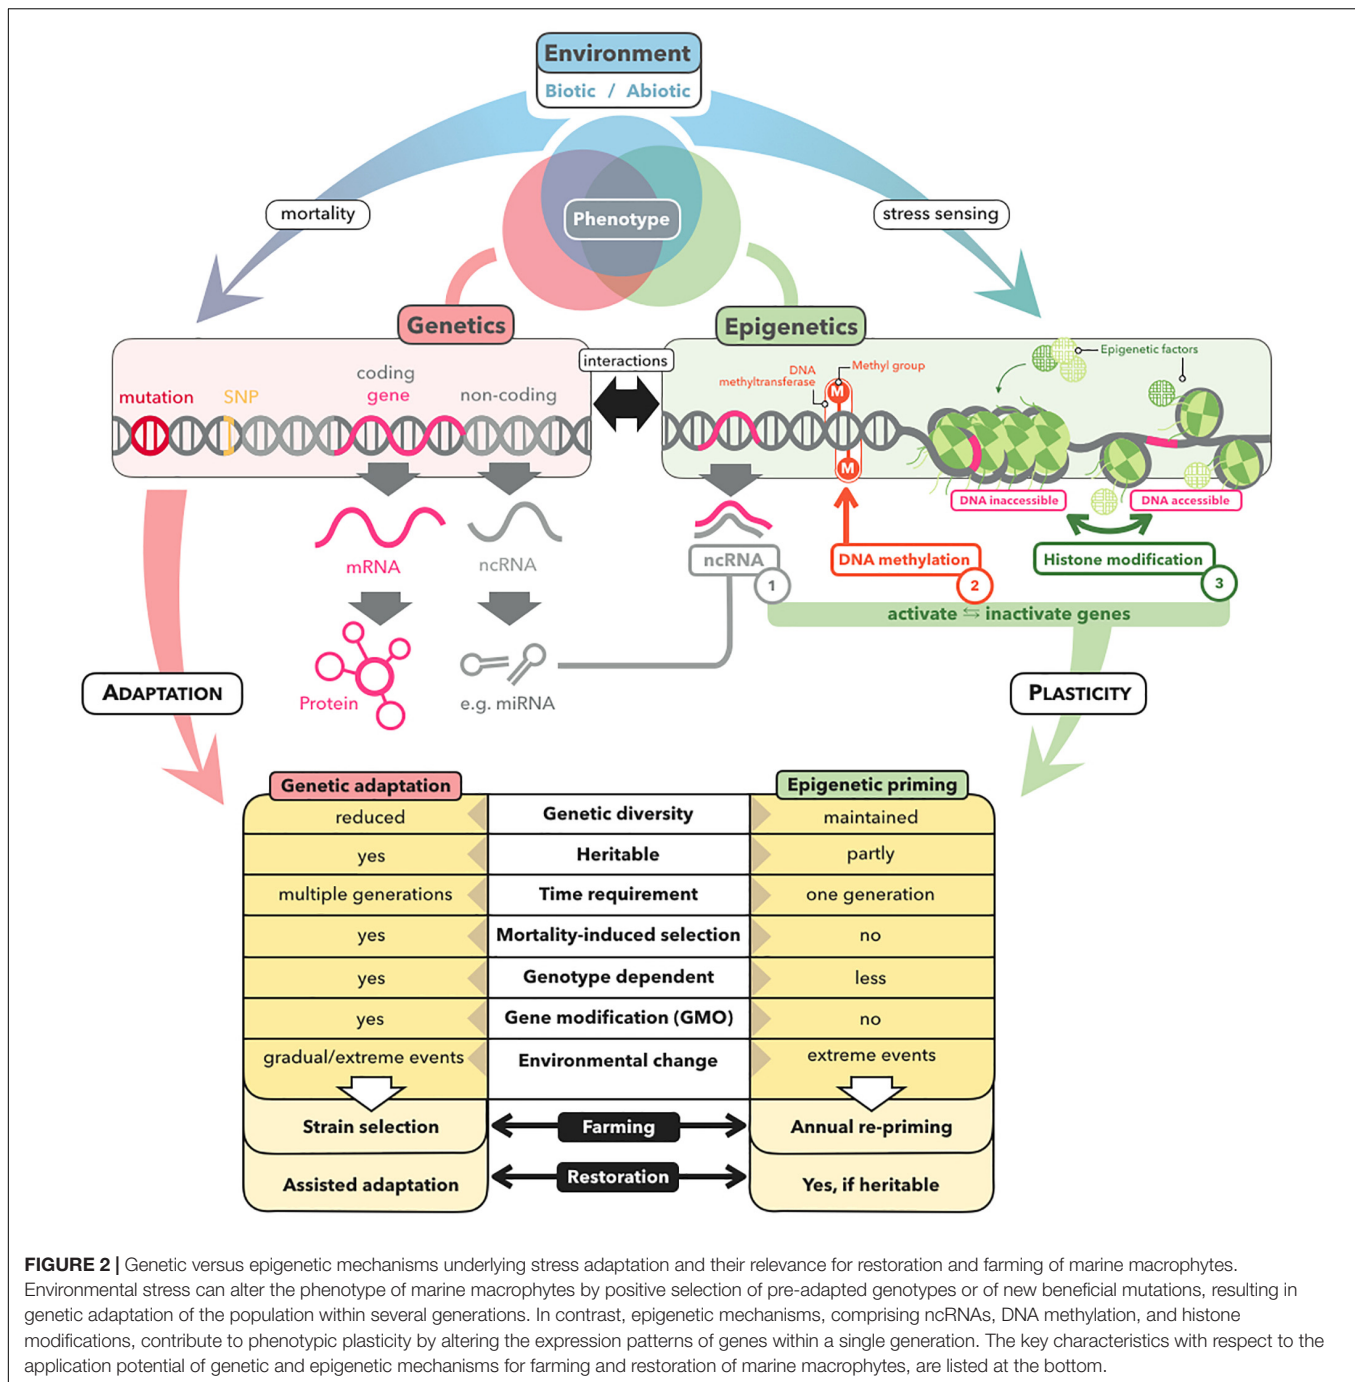 Environment
Biotic / Abiotic
mortality
Phenotype
stress sensing
Genetics
Epigenetics
interactions
mutation
SNP
coding
gene
non-coding
DNA
methyltransferase
Methyl group
M
M
Epigenetic factors
DNA inaccessible
DNA accessible
mRNA
ncRNA
ncRNA
1
DNA methylation
2
Histone modification
3
activate ⇆ inactivate genes
Protein
e.g. miRNA
ADAPTATION
PLASTICITY
Genetic adaptation
Epigenetic priming
reduced Genetic diversity maintained
yes Heritable partly
multiple generations Time requirement one generation
yes Mortality-induced selection no
yes Genotype dependent less
yes Gene modification (GMO) no
gradual/extreme events Environmental change extreme events
Strain selection Farming Annual re-priming
Assisted adaptation Restoration Yes, if heritable
FIGURE 2 | Genetic versus epigenetic mechanisms underlying stress adaptation and their relevance for restoration and farming of marine macrophytes.
Environmental stress can alter the phenotype of marine macrophytes by positive selection of pre-adapted genotypes or of new beneficial mutations, resulting in
genetic adaptation of the population within several generations. In contrast, epigenetic mechanisms, comprising ncRNAs, DNA methylation, and histone
modifications, contribute to phenotypic plasticity by altering the expression patterns of genes within a single generation. The key characteristics with respect to the
application potential of genetic and epigenetic mechanisms for farming and restoration of marine macrophytes, are listed at the bottom.